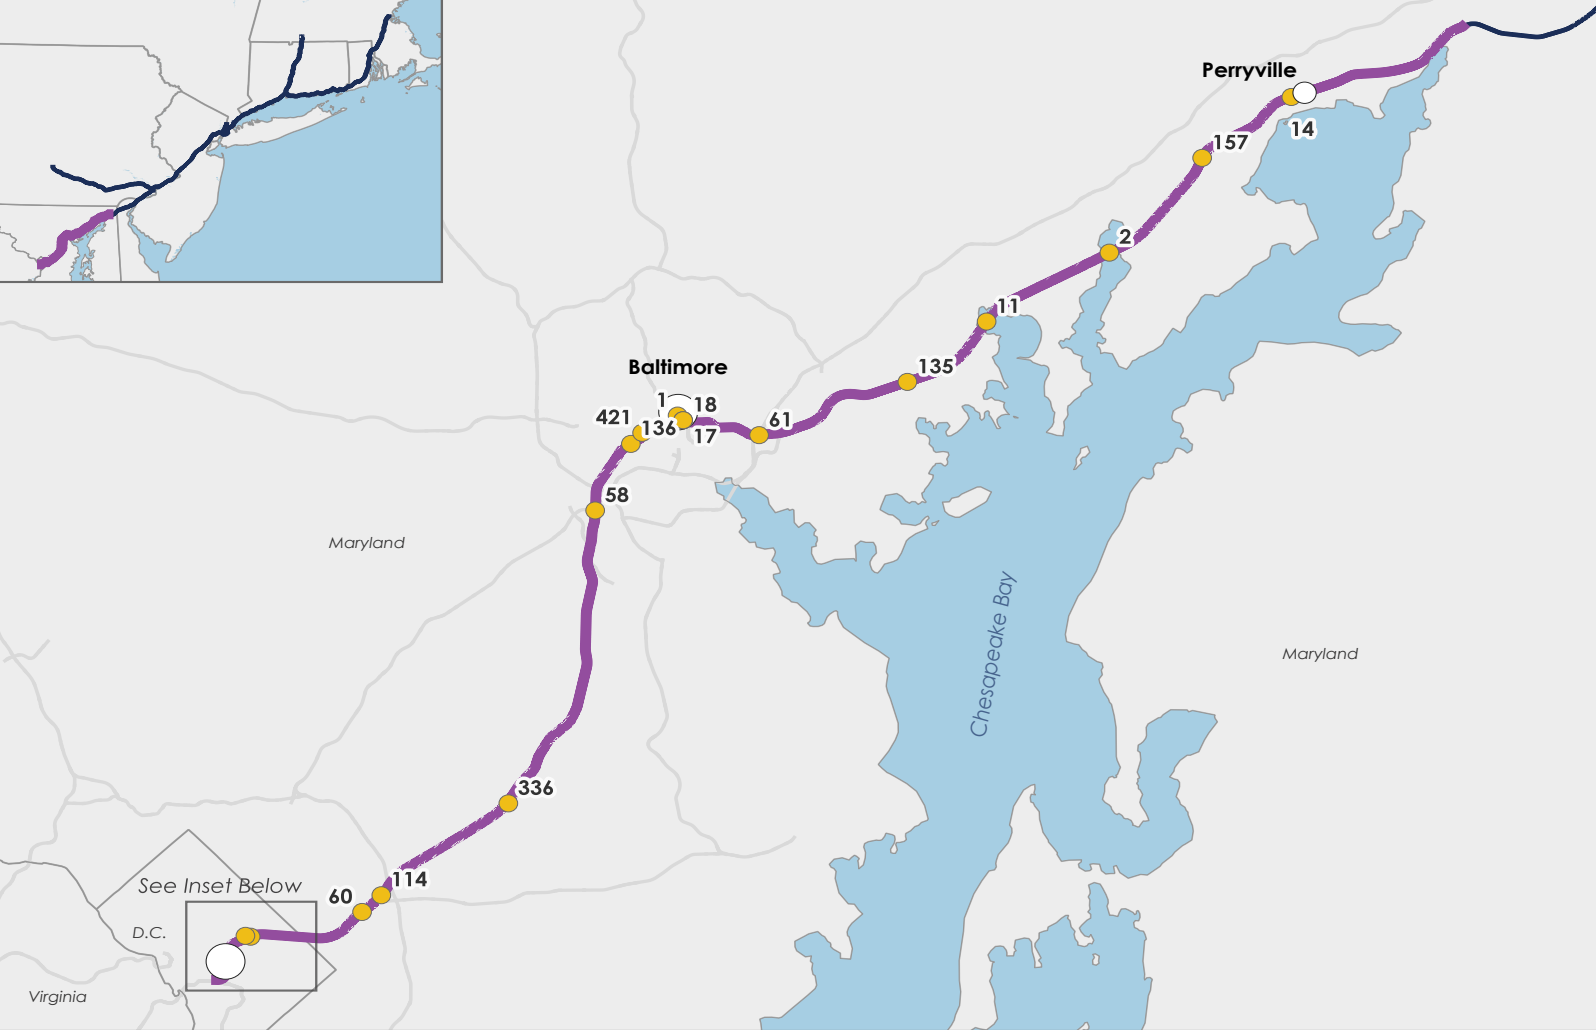 Perryville
14
157
2
11
135
Baltimore
1
18
421
136
17
61
58
Maryland
Chesapeake Bay
Maryland
336
114
See Inset Below
60
D.C.
Virginia